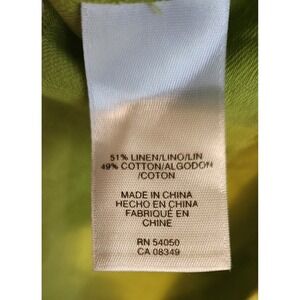 51% LINEN/LINO/LIN
49% COTTON/ALGODON
/COTON
MADE IN CHINA
HECHO EN CHINA
FABRIQUÉ EN
CHINE
RN 54050
CA 08349